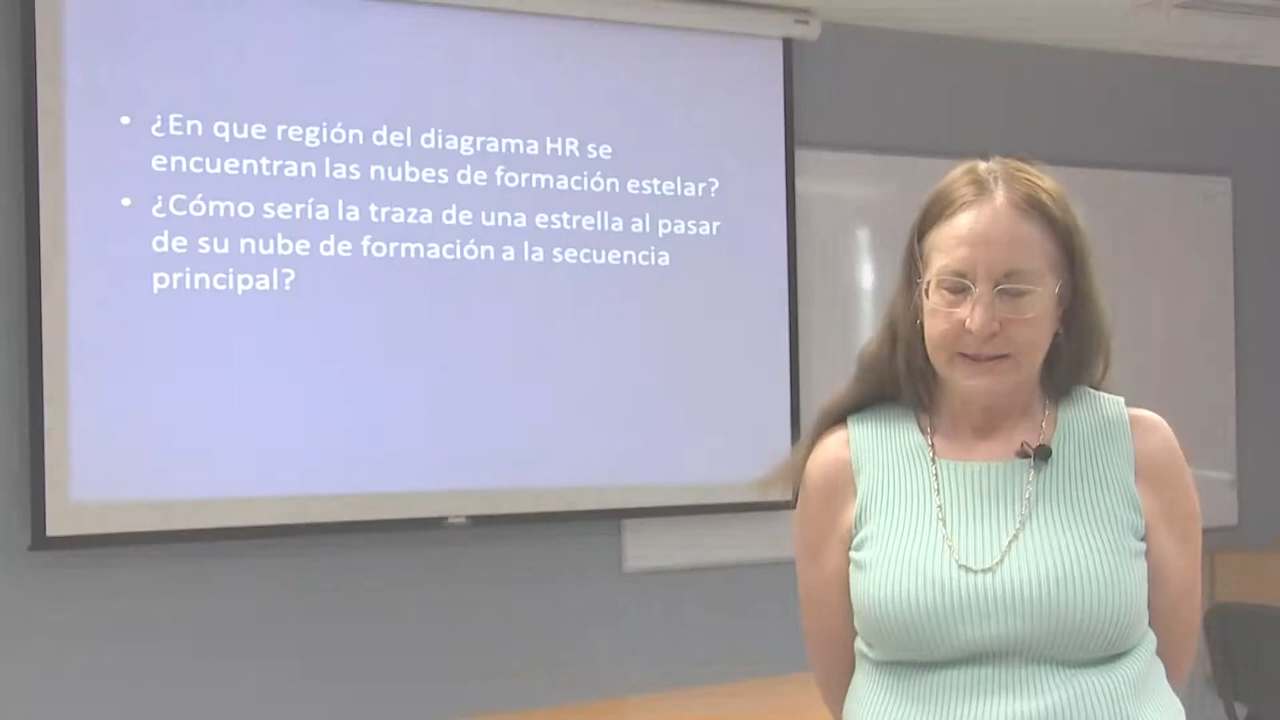 • ¿En que región del diagrama HR se
encuentran las nubes de formación estelar?
• ¿Cómo sería la traza de una estrella al pasar
de su nube de formación a la secuencia
principal?